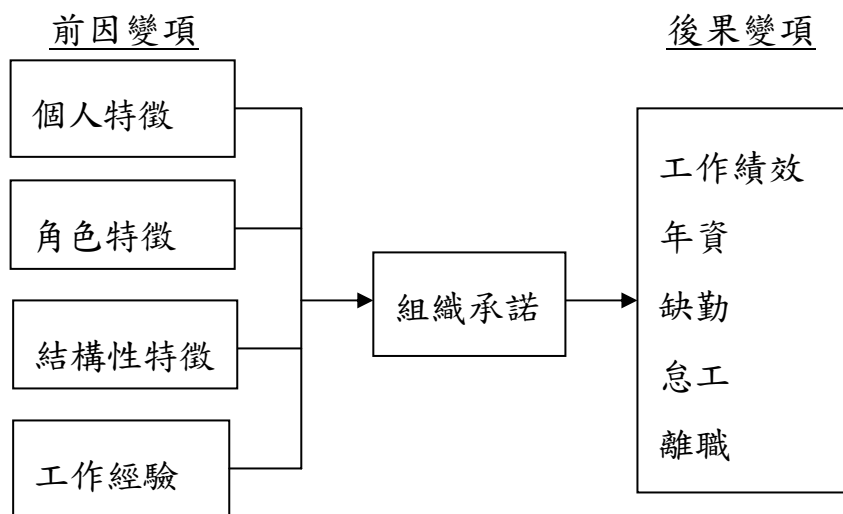 前因變項
個人特徵
角色特徵
結構性特徵
工作經驗
組織承諾
後果變項
工作績效
年資
缺勤
怠工
離職